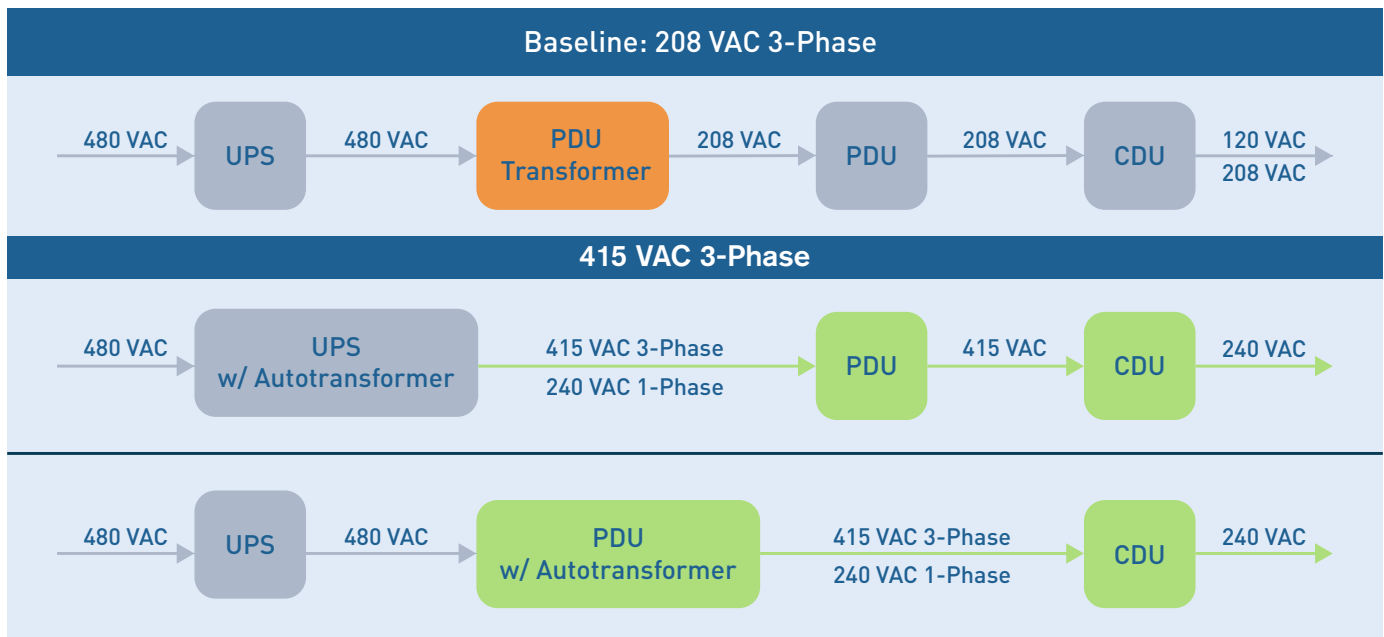 Baseline: 208 VAC 3-Phase
480 VAC
UPS
480 VAC
PDU
Transformer
208 VAC
PDU
208 VAC
CDU
120 VAC
208 VAC
415 VAC 3-Phase
480 VAC
UPS
w/ Autotransformer
415 VAC 3-Phase
240 VAC 1-Phase
PDU
415 VAC
CDU
240 VAC
480 VAC
UPS
480 VAC
PDU
w/ Autotransformer
415 VAC 3-Phase
240 VAC 1-Phase
CDU
240 VAC